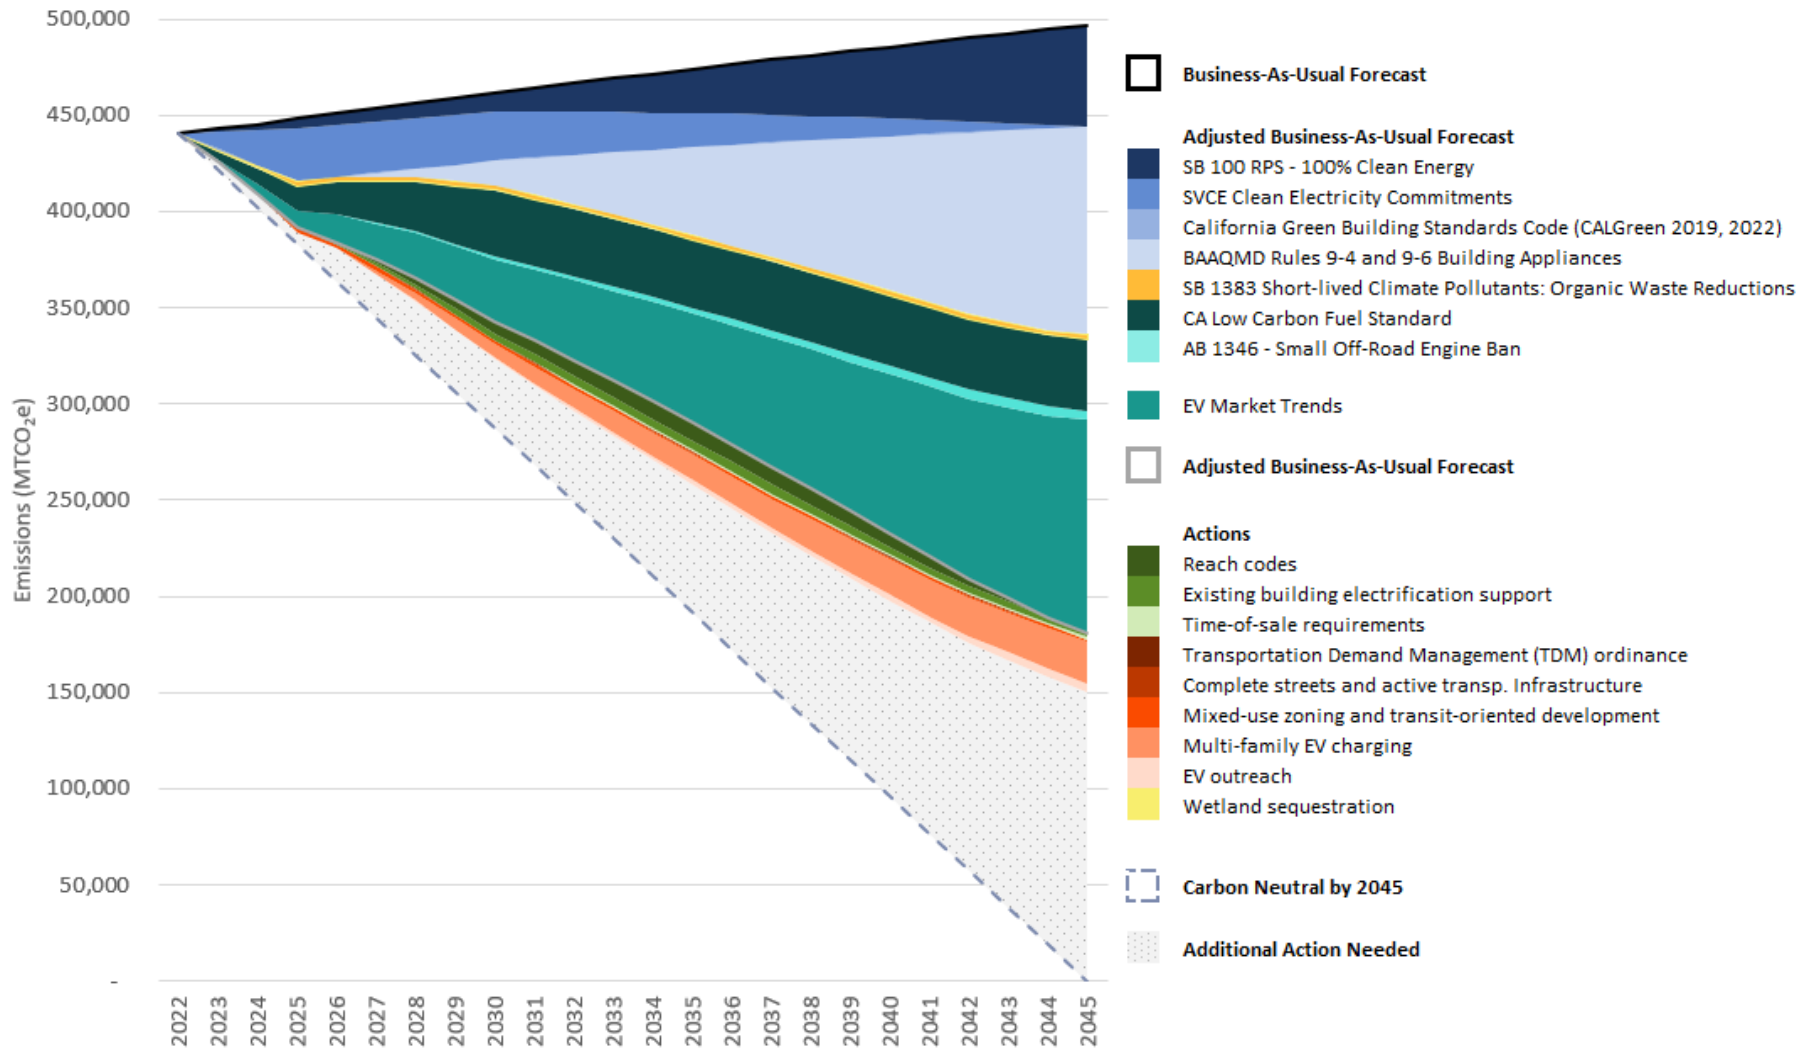 500,000
450,000
400,000
350,000
300,000
250,000
200,000
150,000
100,000
50,000
-
Emissions (MTCO₂e)
2022
2023
2024
2025
2026
2027
2028
2029
2030
2031
2032
2033
2034
2035
2036
2037
2038
2039
2040
2041
2042
2043
2044
2045
Business-As-Usual Forecast
Adjusted Business-As-Usual Forecast
SB 100 RPS - 100% Clean Energy
SVCE Clean Electricity Commitments
California Green Building Standards Code (CALGreen 2019, 2022)
BAAQMD Rules 9-4 and 9-6 Building Appliances
SB 1383 Short-lived Climate Pollutants: Organic Waste Reductions
CA Low Carbon Fuel Standard
AB 1346 - Small Off-Road Engine Ban
EV Market Trends
Adjusted Business-As-Usual Forecast
Actions
Reach codes
Existing building electrification support
Time-of-sale requirements
Transportation Demand Management (TDM) ordinance
Complete streets and active transp. Infrastructure
Mixed-use zoning and transit-oriented development
Multi-family EV charging
EV outreach
Wetland sequestration
Carbon Neutral by 2045
Additional Action Needed